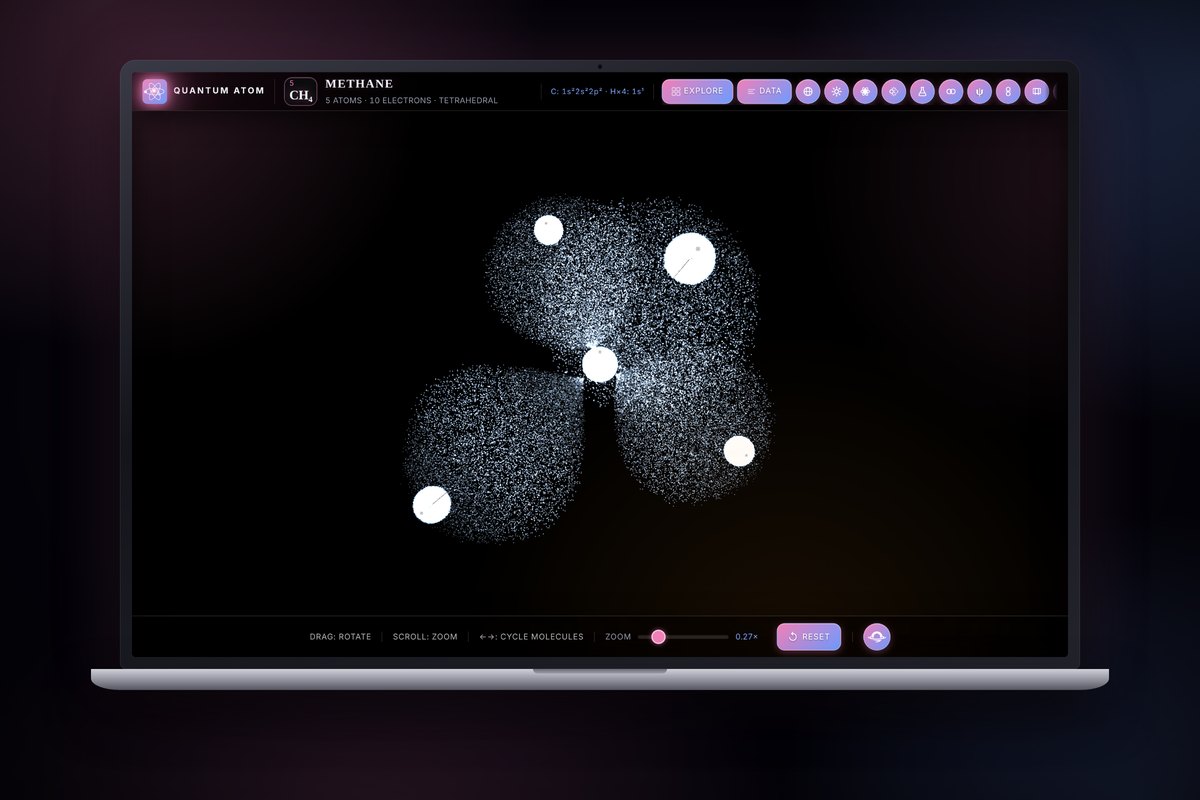 QUANTUM ATOM
5
CH₄
METHANE
5 ATOMS · 10 ELECTRONS · TETRAHEDRAL
C: 1s²2s²2p² · H×4: 1s¹
EXPLORE
DATA
DRAG: ROTATE
SCROLL: ZOOM
←→: CYCLE MOLECULES
ZOOM
0.27×
RESET